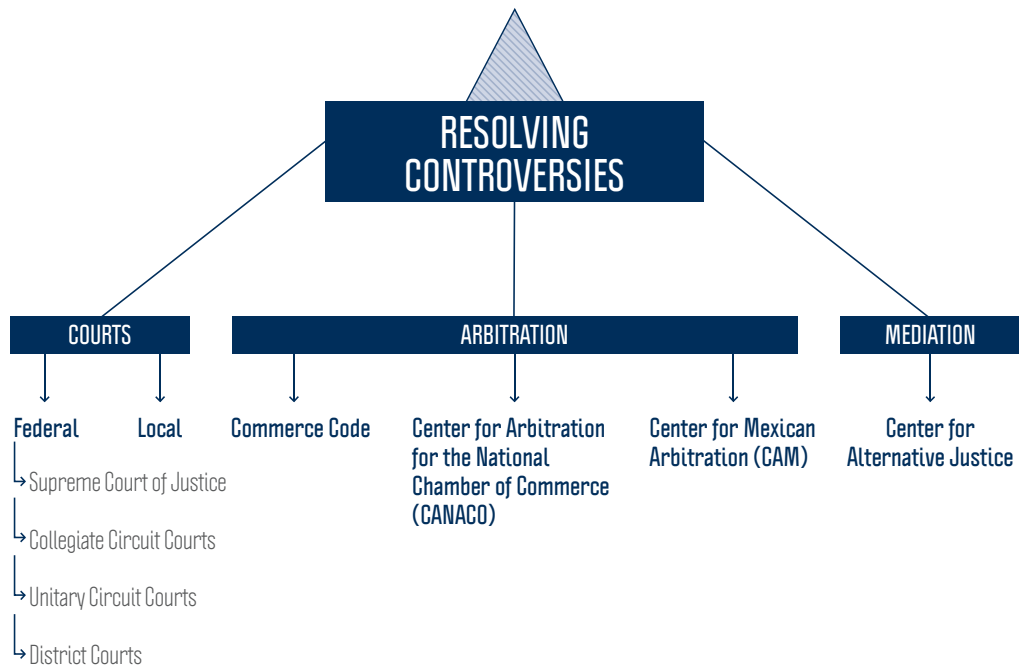 RESOLVING
CONTROVERSIES
COURTS
ARBITRATION
MEDIATION
Federal
Local
Supreme Court of Justice
Collegiate Circuit Courts
Unitary Circuit Courts
District Courts
Commerce Code
Center for Arbitration
for the National
Chamber of Commerce
(CANACO)
Center for Mexican
Arbitration (CAM)
Center for
Alternative Justice